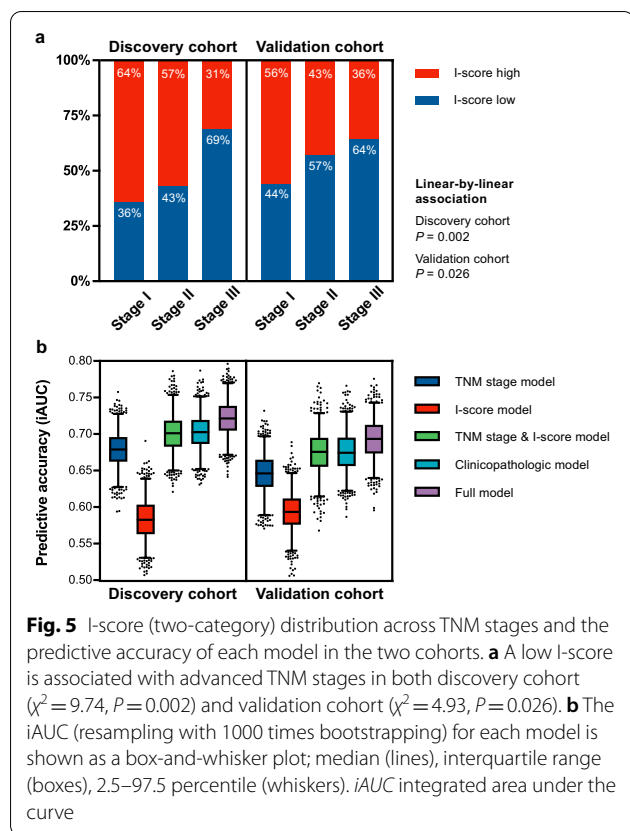 a
Discovery cohort Validation cohort
100%
75%
50%
25%
0%
64% 57% 31% 56% 43% 36%
69%
64%
57%
43% 44%
36%
Stage I Stage II Stage III Stage I Stage II Stage III
I-score high
I-score low
Linear-by-linear
association
Discovery cohort
P = 0.002
Validation cohort
P = 0.026
b
Predictive accuracy (iAUC)
0.80
0.75
0.70
0.65
0.60
0.55
0.50
Discovery cohort Validation cohort
TNM stage model
I-score model
TNM stage & I-score model
Clinicopathologic model
Full model
Fig. 5 I-score (two-category) distribution across TNM stages and the
predictive accuracy of each model in the two cohorts. a A low I-score
is associated with advanced TNM stages in both discovery cohort
(χ² = 9.74, P = 0.002) and validation cohort (χ² = 4.93, P = 0.026). b The
iAUC (resampling with 1000 times bootstrapping) for each model is
shown as a box-and-whisker plot; median (lines), interquartile range
(boxes), 2.5–97.5 percentile (whiskers). iAUC integrated area under the
curve